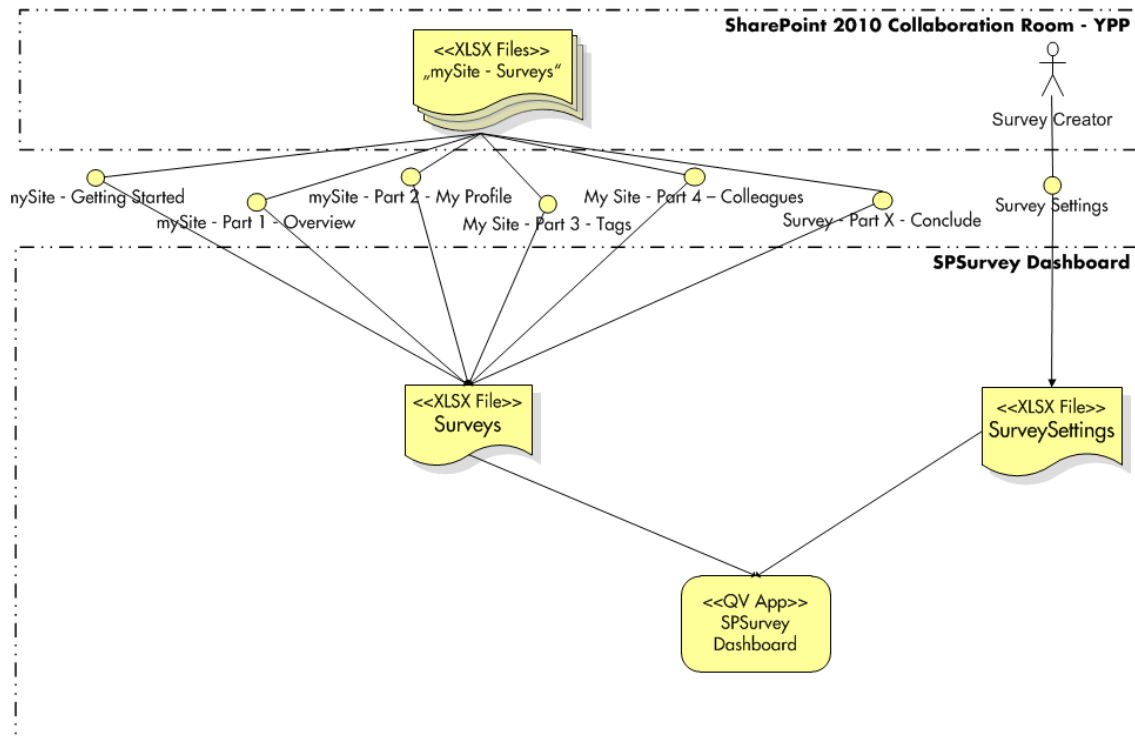 SharePoint 2010 Collaboration Room - YPP
<<XLSX Files>>
„mySite - Surveys“
Survey Creator
mySite - Getting Started
mySite - Part 1 - Overview
mySite - Part 2 - My Profile
My Site - Part 3 - Tags
My Site - Part 4 – Colleagues
Survey - Part X - Conclude
Survey Settings
SPSurvey Dashboard
<<XLSX File>>
Surveys
<<XLSX File>>
SurveySettings
<<QV App>>
SPSurvey
Dashboard